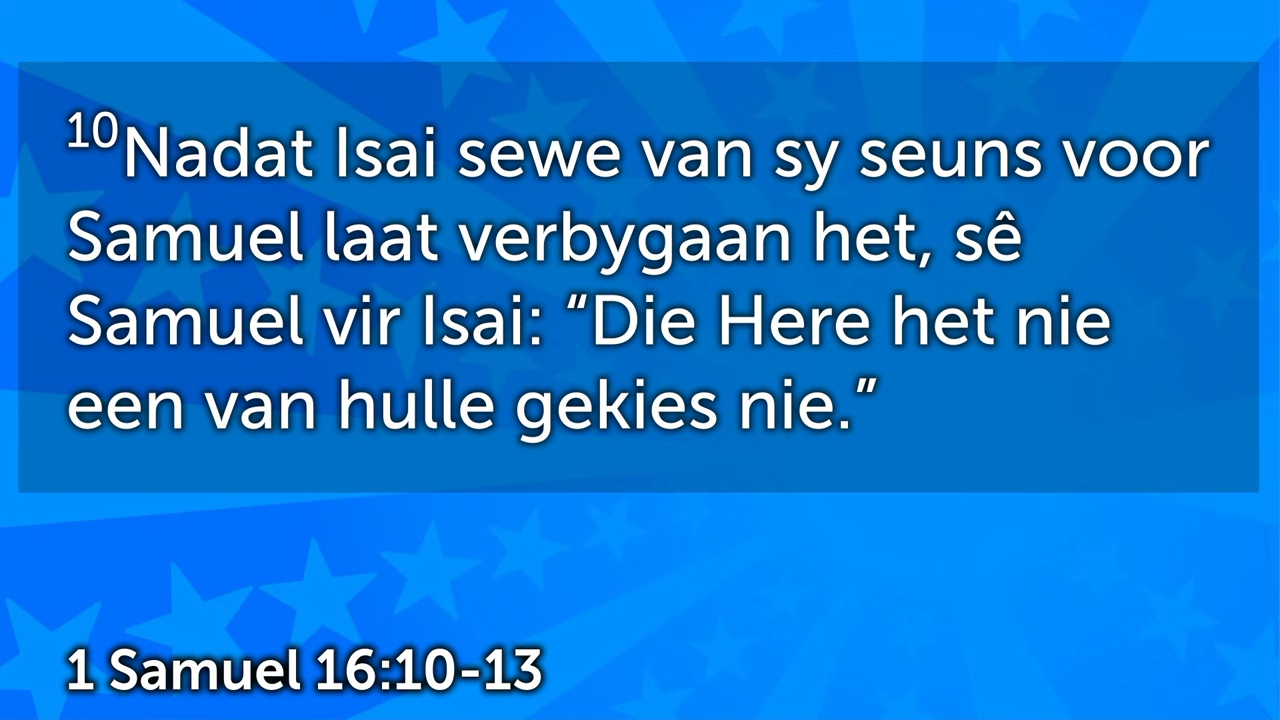 10Nadat Isai sewe van sy seuns voor
Samuel laat verbygaan het, sê
Samuel vir Isai: “Die Here het nie
een van hulle gekies nie.”
1 Samuel 16:10-13